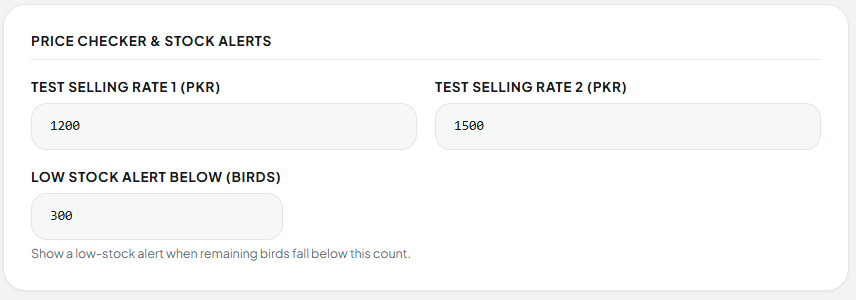 PRICE CHECKER & STOCK ALERTS
TEST SELLING RATE 1 (PKR)
TEST SELLING RATE 2 (PKR)
1200
1500
LOW STOCK ALERT BELOW (BIRDS)
300
Show a low-stock alert when remaining birds fall below this count.